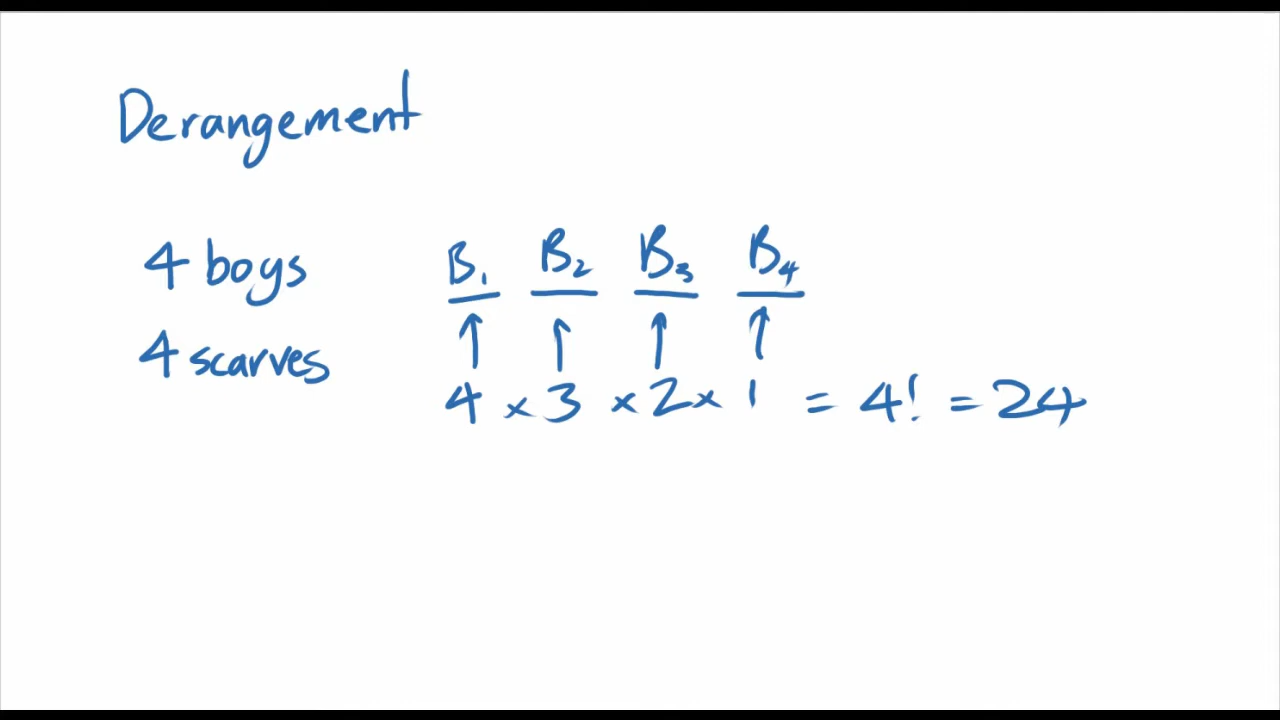 Derangement
4 boys B₁ B₂ B₃ B₄
4 scarves
4 × 3 × 2 × 1 = 4! = 24